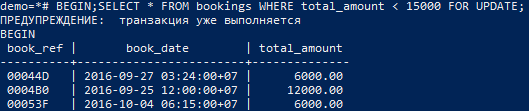 demo=*# BEGIN;SELECT * FROM bookings WHERE total_amount < 15000 FOR UPDATE;
ПРЕДУПРЕЖДЕНИЕ:  транзакция уже выполняется
BEGIN
 book_ref |       book_date        | total_amount
----------+------------------------+--------------
 00044D   | 2016-09-27 03:24:00+07 |      6000.00
 0004B0   | 2016-09-25 12:00:00+07 |     12000.00
 00053F   | 2016-10-04 06:15:00+07 |      6000.00